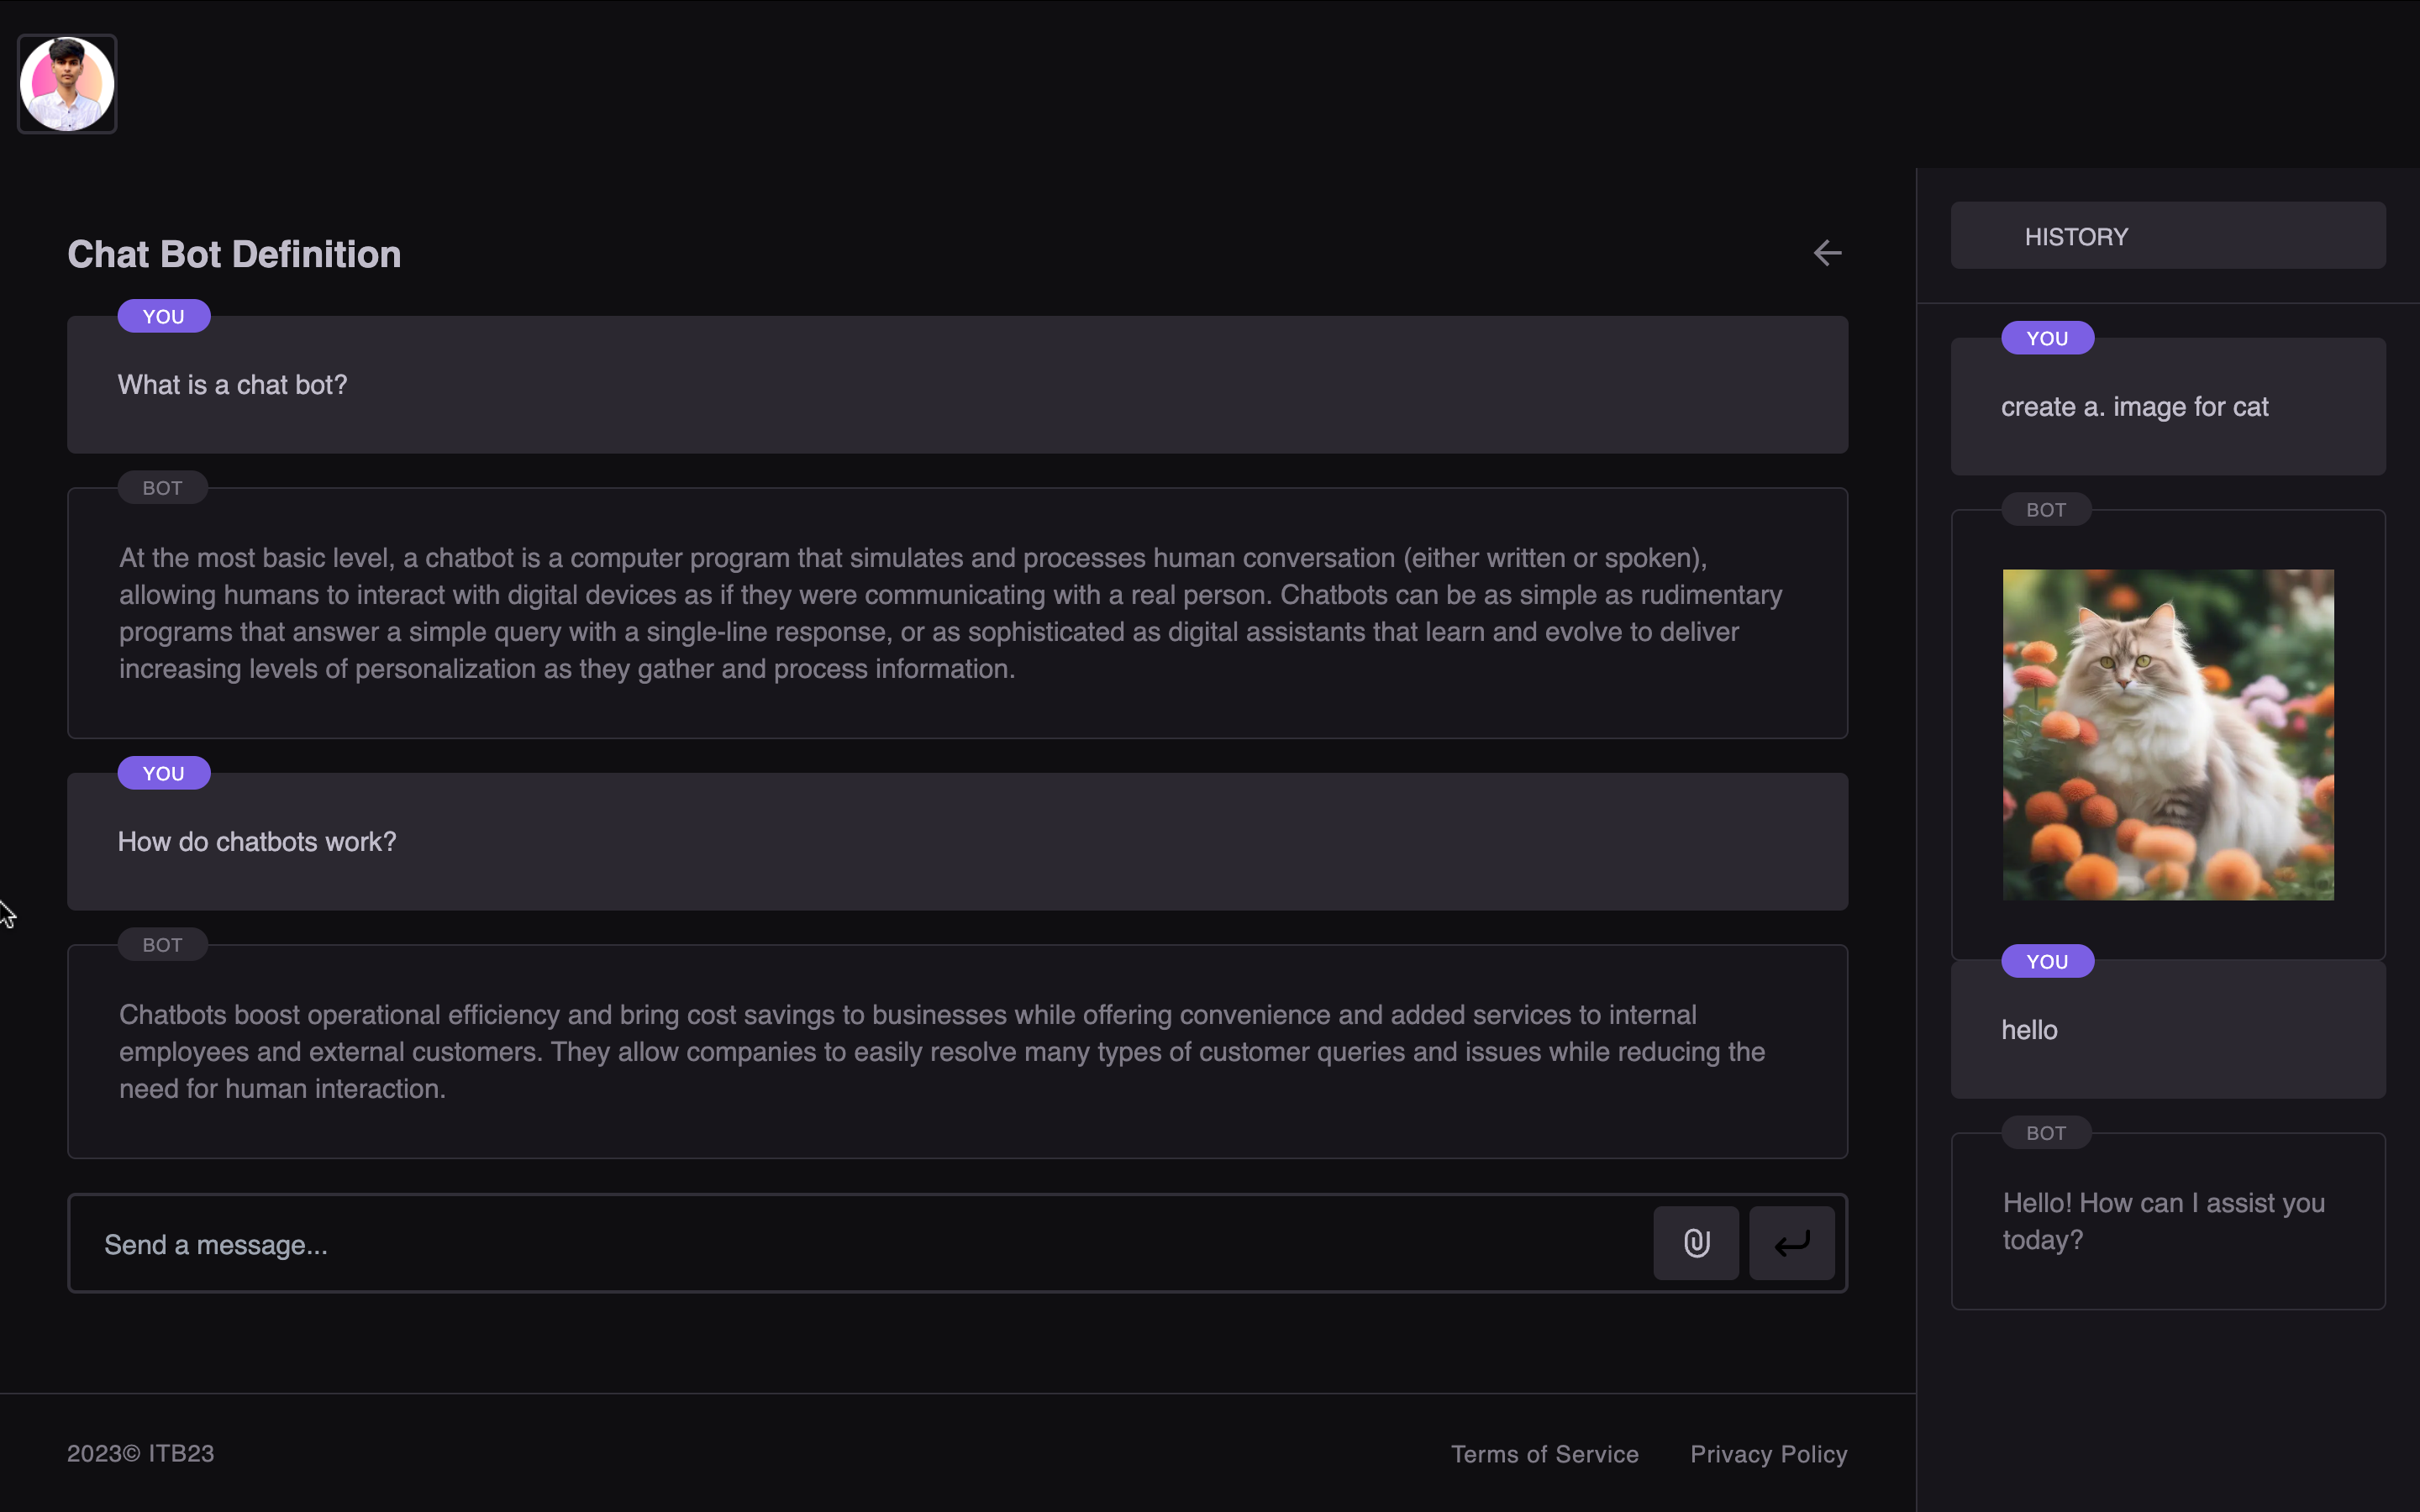 Chat Bot Definition
YOU
What is a chat bot?
BOT
At the most basic level, a chatbot is a computer program that simulates and processes human conversation (either written or spoken),
allowing humans to interact with digital devices as if they were communicating with a real person. Chatbots can be as simple as rudimentary
programs that answer a simple query with a single-line response, or as sophisticated as digital assistants that learn and evolve to deliver
increasing levels of personalization as they gather and process information.
YOU
How do chatbots work?
BOT
Chatbots boost operational efficiency and bring cost savings to businesses while offering convenience and added services to internal
employees and external customers. They allow companies to easily resolve many types of customer queries and issues while reducing the
need for human interaction.
Send a message...
2023© ITB23
Terms of Service
Privacy Policy
HISTORY
YOU
create a. image for cat
BOT
YOU
hello
BOT
Hello! How can I assist you
today?